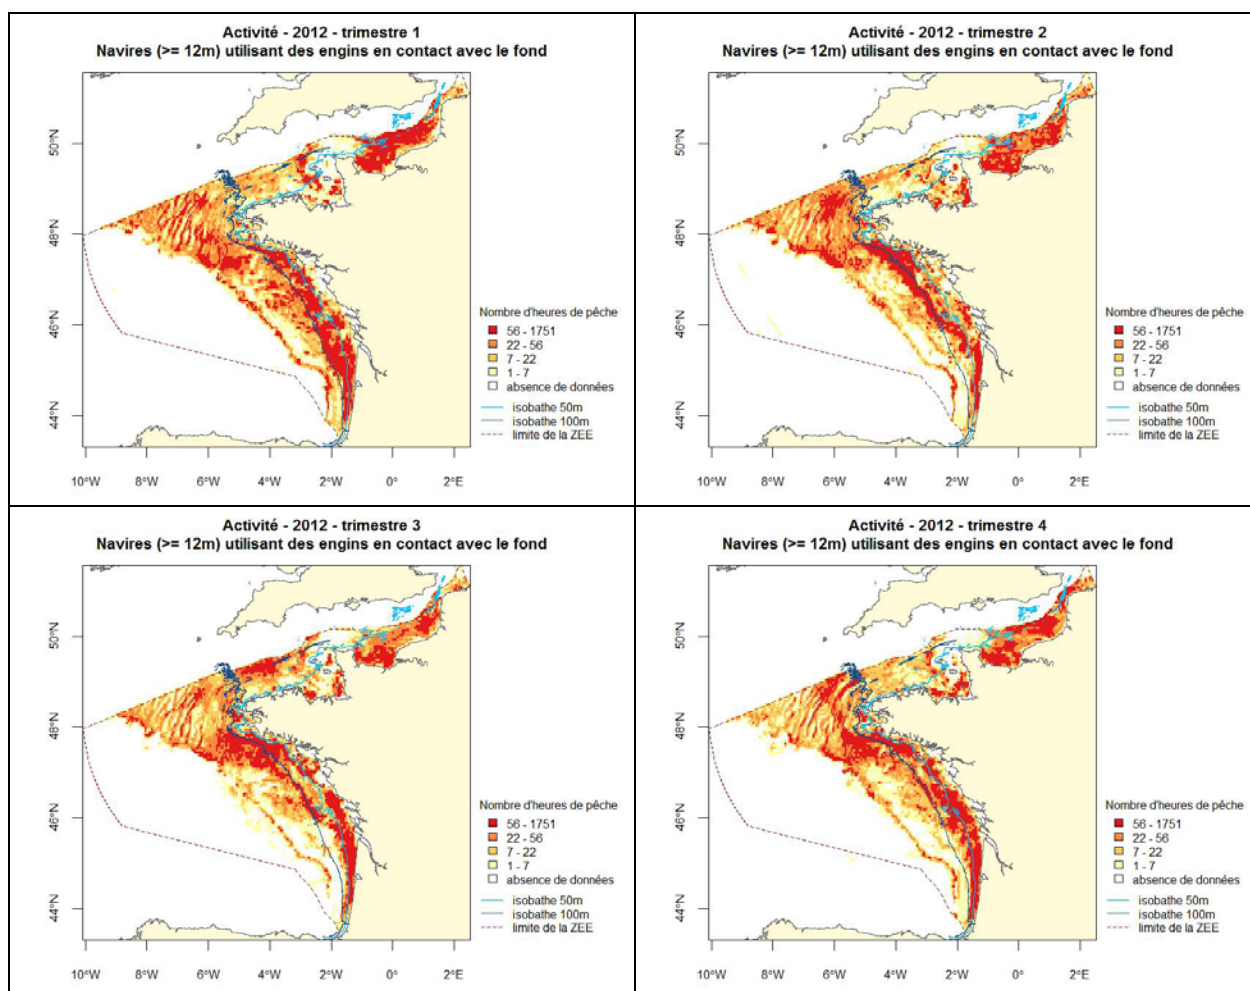 Activité - 2012 - trimestre 1
Navires (>= 12m) utilisant des engins en contact avec le fond
50°N
48°N
46°N
44°N
10°W 8°W 6°W 4°W 2°W 0° 2°E
Nombre d'heures de pêche
56 - 1751
22 - 56
7 - 22
1 - 7
absence de données
isobathe 50m
isobathe 100m
limite de la ZEE
Activité - 2012 - trimestre 2
Navires (>= 12m) utilisant des engins en contact avec le fond
50°N
48°N
46°N
44°N
10°W 8°W 6°W 4°W 2°W 0° 2°E
Nombre d'heures de pêche
56 - 1751
22 - 56
7 - 22
1 - 7
absence de données
isobathe 50m
isobathe 100m
limite de la ZEE
Activité - 2012 - trimestre 3
Navires (>= 12m) utilisant des engins en contact avec le fond
50°N
48°N
46°N
44°N
10°W 8°W 6°W 4°W 2°W 0° 2°E
Nombre d'heures de pêche
56 - 1751
22 - 56
7 - 22
1 - 7
absence de données
isobathe 50m
isobathe 100m
limite de la ZEE
Activité - 2012 - trimestre 4
Navires (>= 12m) utilisant des engins en contact avec le fond
50°N
48°N
46°N
44°N
10°W 8°W 6°W 4°W 2°W 0° 2°E
Nombre d'heures de pêche
56 - 1751
22 - 56
7 - 22
1 - 7
absence de données
isobathe 50m
isobathe 100m
limite de la ZEE